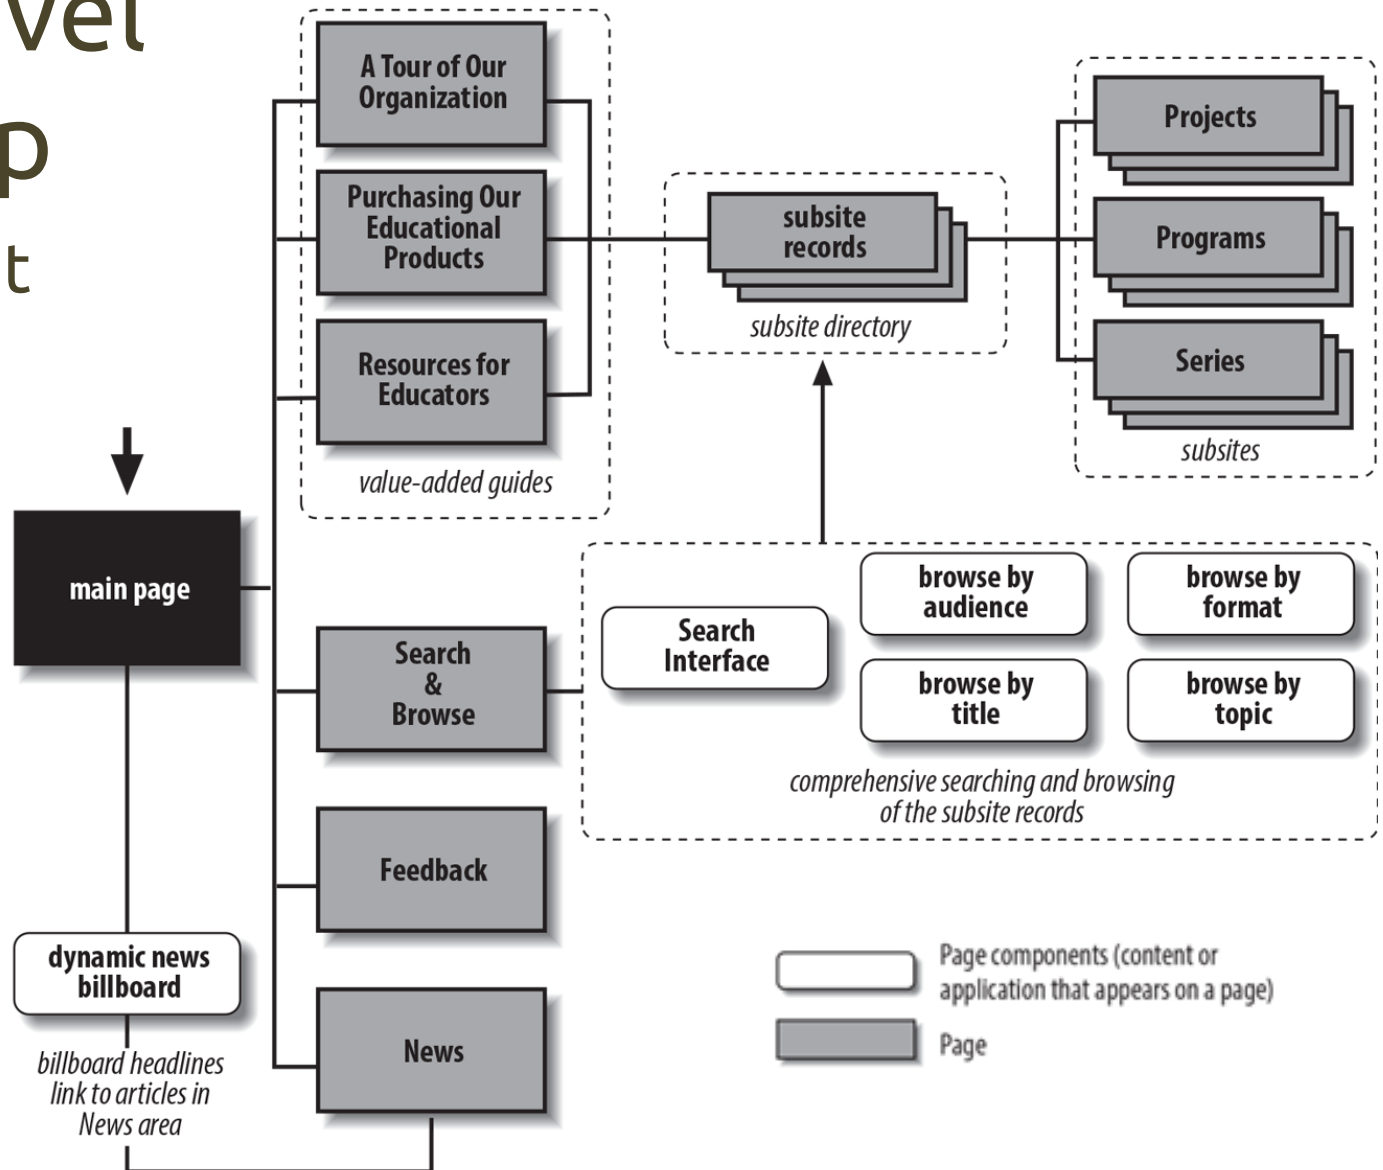 vel
p
t
A Tour of Our
Organization
Purchasing Our
Educational
Products
Resources for
Educators
value-added guides
subsite
records
subsite directory
Projects
Programs
Series
subsites
main page
Search
&
Browse
Search
Interface
browse by
audience
browse by
format
browse by
title
browse by
topic
comprehensive searching and browsing
of the subsite records
Feedback
dynamic news
billboard
billboard headlines
link to articles in
News area
News
Page components (content or
application that appears on a page)
Page